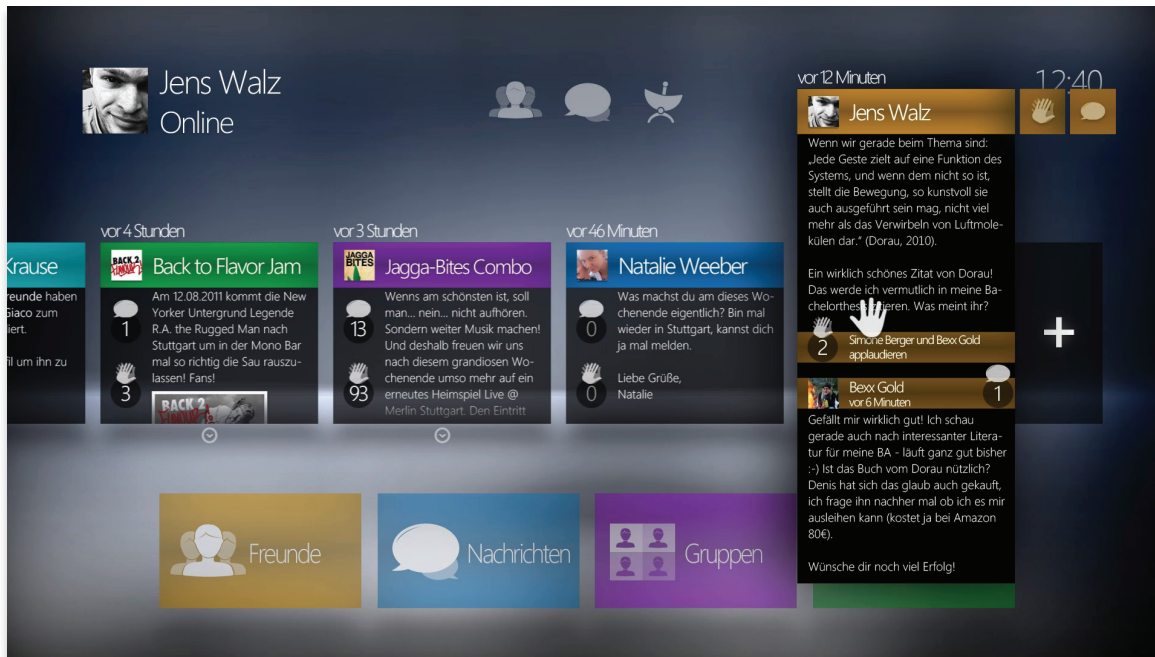 Jens Walz
Online
12:40
Krause
reunde haben
Giaco zum
iert.
fil um ihn zu
vor 4 Stunden
BACK 2
FLAVOUR!
Back to Flavor Jam
1
3
Am 12.08.2011 kommt die New
Yorker Untergrund Legende
R.A. the Rugged Man nach
Stuttgart um in der Mono Bar
mal so richtig die Sau rauszu-
lassen! Fans!
BACK 2
vor 3 Stunden
JAGGA
BITES
Jagga-Bites Combo
13
93
Wenns am schönsten ist, soll
man... nein... nicht aufhören.
Sondern weiter Musik machen!
Und deshalb freuen wir uns
nach diesem grandiosen Wo-
chenende umso mehr auf ein
erneutes Heimspiel Live @
Merlin Stuttgart. Den Eintritt
vor 46 Minuten
Natalie Weeber
0
0
Was machst du am dieses Wo-
chenende eigentlich? Bin mal
wieder in Stuttgart, kannst dich
ja mal melden.
Liebe Grüße,
Natalie
vor 12 Minuten
Jens Walz
Wenn wir gerade beim Thema sind:
„Jede Geste zielt auf eine Funktion des
Systems, und wenn dem nicht so ist,
stellt die Bewegung, so kunstvoll sie
auch ausgeführt sein mag, nicht viel
mehr als das Verwirbeln von Luftmole-
külen dar.“ (Dorau, 2010).
Ein wirklich schönes Zitat von Dorau!
Das werde ich vermutlich in meine Ba-
chelorthesis zitieren. Was meint ihr?
2
Simone Berger und Bexx Gold
applaudieren
Bexx Gold
vor 6 Minuten
1
Gefällt mir wirklich gut! Ich schau
gerade auch nach interessanter Litera-
tur für meine BA - läuft ganz gut bisher
:-) Ist das Buch vom Dorau nützlich?
Denis hat sich das glaub auch gekauft,
ich frage ihn nachher mal ob ich es mir
ausleihen kann (kostet ja bei Amazon
80€).
Wünsche dir noch viel Erfolg!
Freunde
Nachrichten
Gruppen